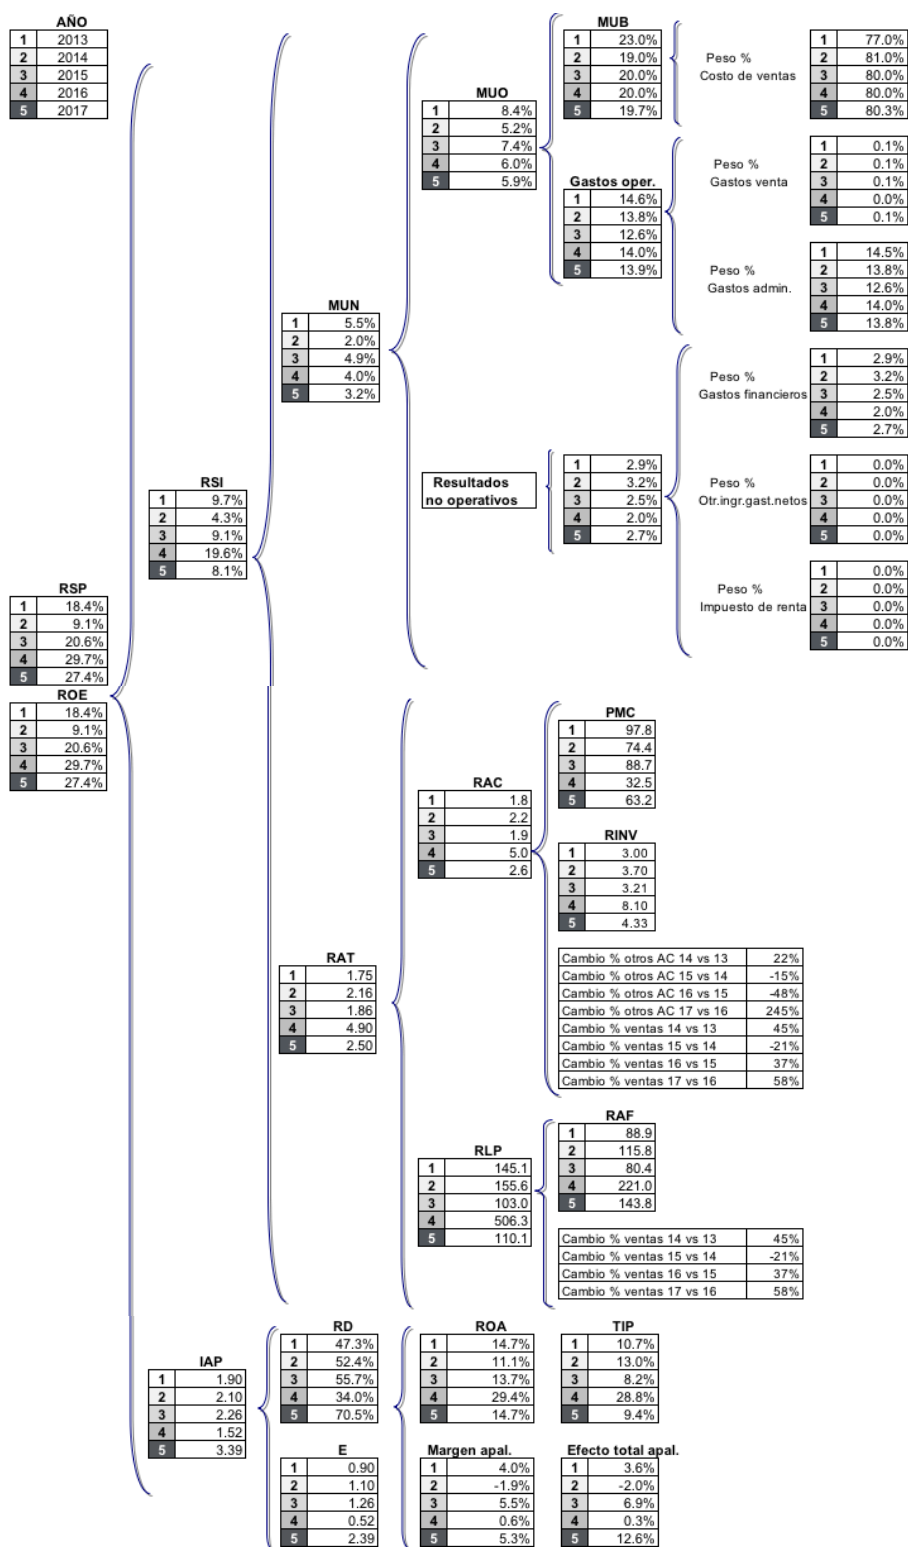 AÑO
1 2013
2 2014
3 2015
4 2016
5 2017
RSP
1 18.4%
2 9.1%
3 20.6%
4 29.7%
5 27.4%
ROE
1 18.4%
2 9.1%
3 20.6%
4 29.7%
5 27.4%
RSI
1 9.7%
2 4.3%
3 9.1%
4 19.6%
5 8.1%
MUN
1 5.5%
2 2.0%
3 4.9%
4 4.0%
5 3.2%
MUO
1 8.4%
2 5.2%
3 7.4%
4 6.0%
5 5.9%
MUB
1 23.0%
2 19.0%
3 20.0%
4 20.0%
5 19.7%
Peso %
Costo de ventas
1 77.0%
2 81.0%
3 80.0%
4 80.0%
5 80.3%
Gastos oper.
1 14.6%
2 13.8%
3 12.6%
4 14.0%
5 13.9%
Peso %
Gastos venta
1 0.1%
2 0.1%
3 0.1%
4 0.0%
5 0.1%
Peso %
Gastos admin.
1 14.5%
2 13.8%
3 12.6%
4 14.0%
5 13.8%
Resultados
no operativos
1 2.9%
2 3.2%
3 2.5%
4 2.0%
5 2.7%
Peso %
Gastos financieros
1 2.9%
2 3.2%
3 2.5%
4 2.0%
5 2.7%
Peso %
Otr.ingr.gast.netos
1 0.0%
2 0.0%
3 0.0%
4 0.0%
5 0.0%
Peso %
Impuesto de renta
1 0.0%
2 0.0%
3 0.0%
4 0.0%
5 0.0%
RAT
1 1.75
2 2.16
3 1.86
4 4.90
5 2.50
RAC
1 1.8
2 2.2
3 1.9
4 5.0
5 2.6
PMC
1 97.8
2 74.4
3 88.7
4 32.5
5 63.2
RINV
1 3.00
2 3.70
3 3.21
4 8.10
5 4.33
Cambio % otros AC 14 vs 13 22%
Cambio % otros AC 15 vs 14 -15%
Cambio % otros AC 16 vs 15 -48%
Cambio % otros AC 17 vs 16 245%
Cambio % ventas 14 vs 13 45%
Cambio % ventas 15 vs 14 -21%
Cambio % ventas 16 vs 15 37%
Cambio % ventas 17 vs 16 58%
RLP
1 145.1
2 155.6
3 103.0
4 506.3
5 110.1
RAF
1 88.9
2 115.8
3 80.4
4 221.0
5 143.8
Cambio % ventas 14 vs 13 45%
Cambio % ventas 15 vs 14 -21%
Cambio % ventas 16 vs 15 37%
Cambio % ventas 17 vs 16 58%
IAP
1 1.90
2 2.10
3 2.26
4 1.52
5 3.39
RD
1 47.3%
2 52.4%
3 55.7%
4 34.0%
5 70.5%
ROA
1 14.7%
2 11.1%
3 13.7%
4 29.4%
5 14.7%
TIP
1 10.7%
2 13.0%
3 8.2%
4 28.8%
5 9.4%
E
1 0.90
2 1.10
3 1.26
4 0.52
5 2.39
Margen apal.
1 4.0%
2 -1.9%
3 5.5%
4 0.6%
5 5.3%
Efecto total apal.
1 3.6%
2 -2.0%
3 6.9%
4 0.3%
5 12.6%